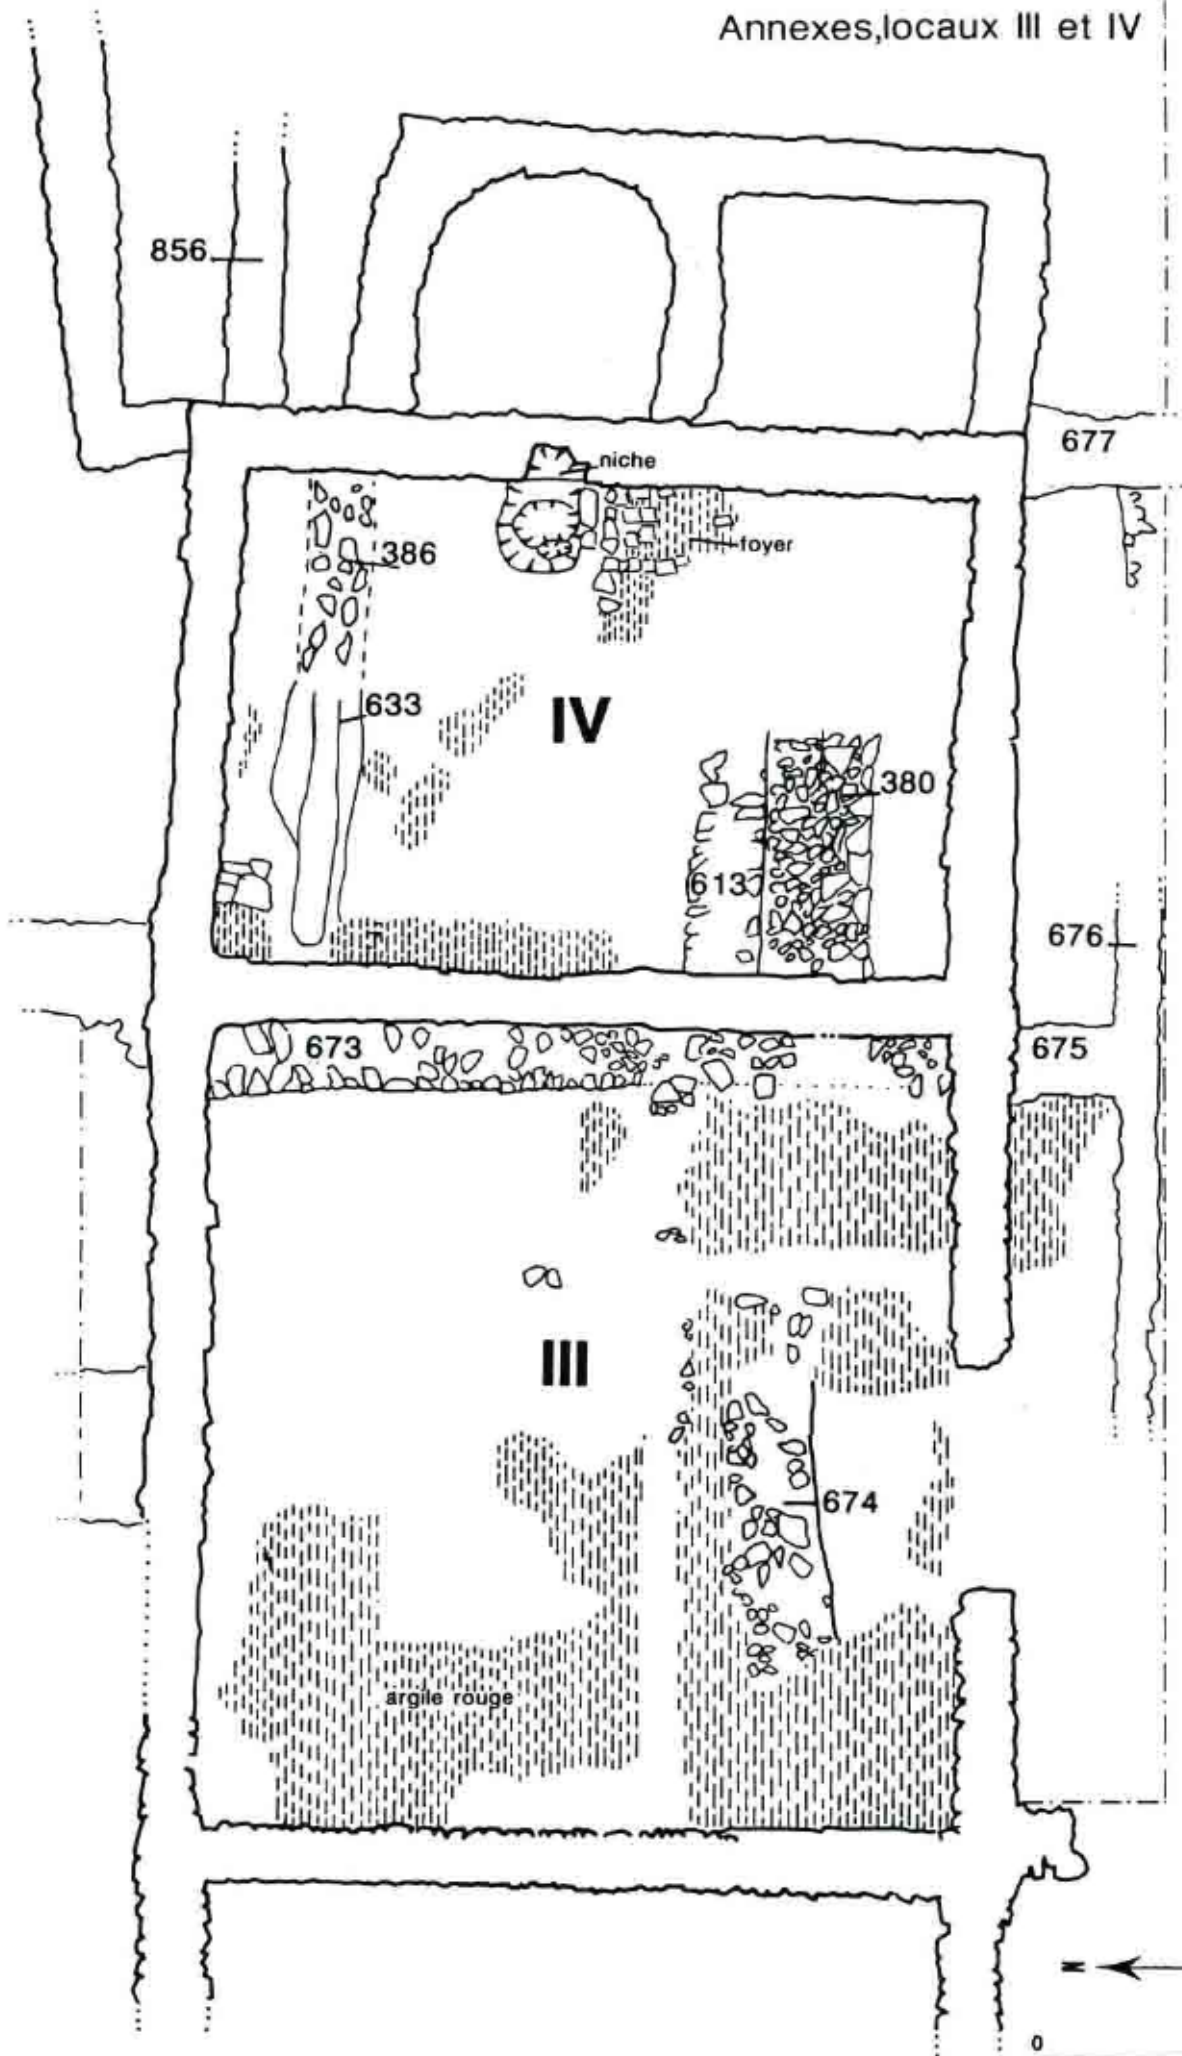 Annexes,locaux III et IV
856
677
niche
foyer
386
633
IV
380
613
676
673
675
III
674
argile rouge
N
0